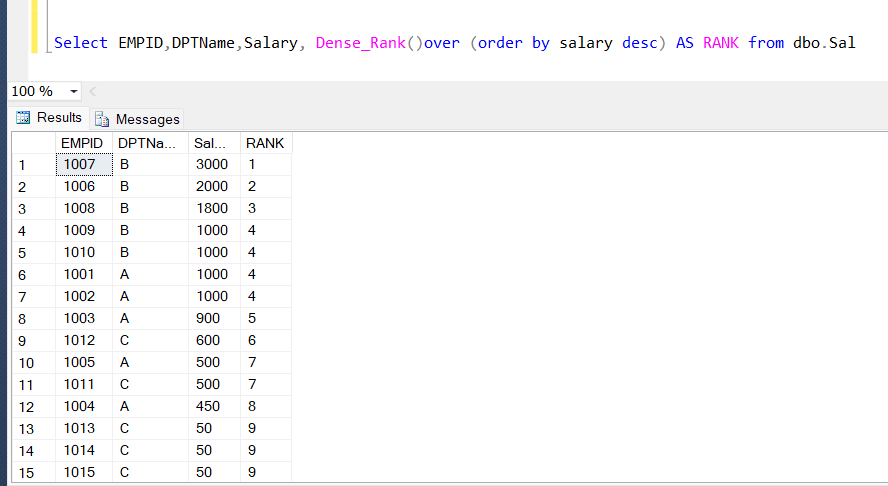 Select EMPID,DPTName,Salary, Dense_Rank()over (order by salary desc) AS RANK from dbo.Sal
100 %
Results Messages
EMPID DPTNa... Sal... RANK
1 1007 B 3000 1
2 1006 B 2000 2
3 1008 B 1800 3
4 1009 B 1000 4
5 1010 B 1000 4
6 1001 A 1000 4
7 1002 A 1000 4
8 1003 A 900 5
9 1012 C 600 6
10 1005 A 500 7
11 1011 C 500 7
12 1004 A 450 8
13 1013 C 50 9
14 1014 C 50 9
15 1015 C 50 9